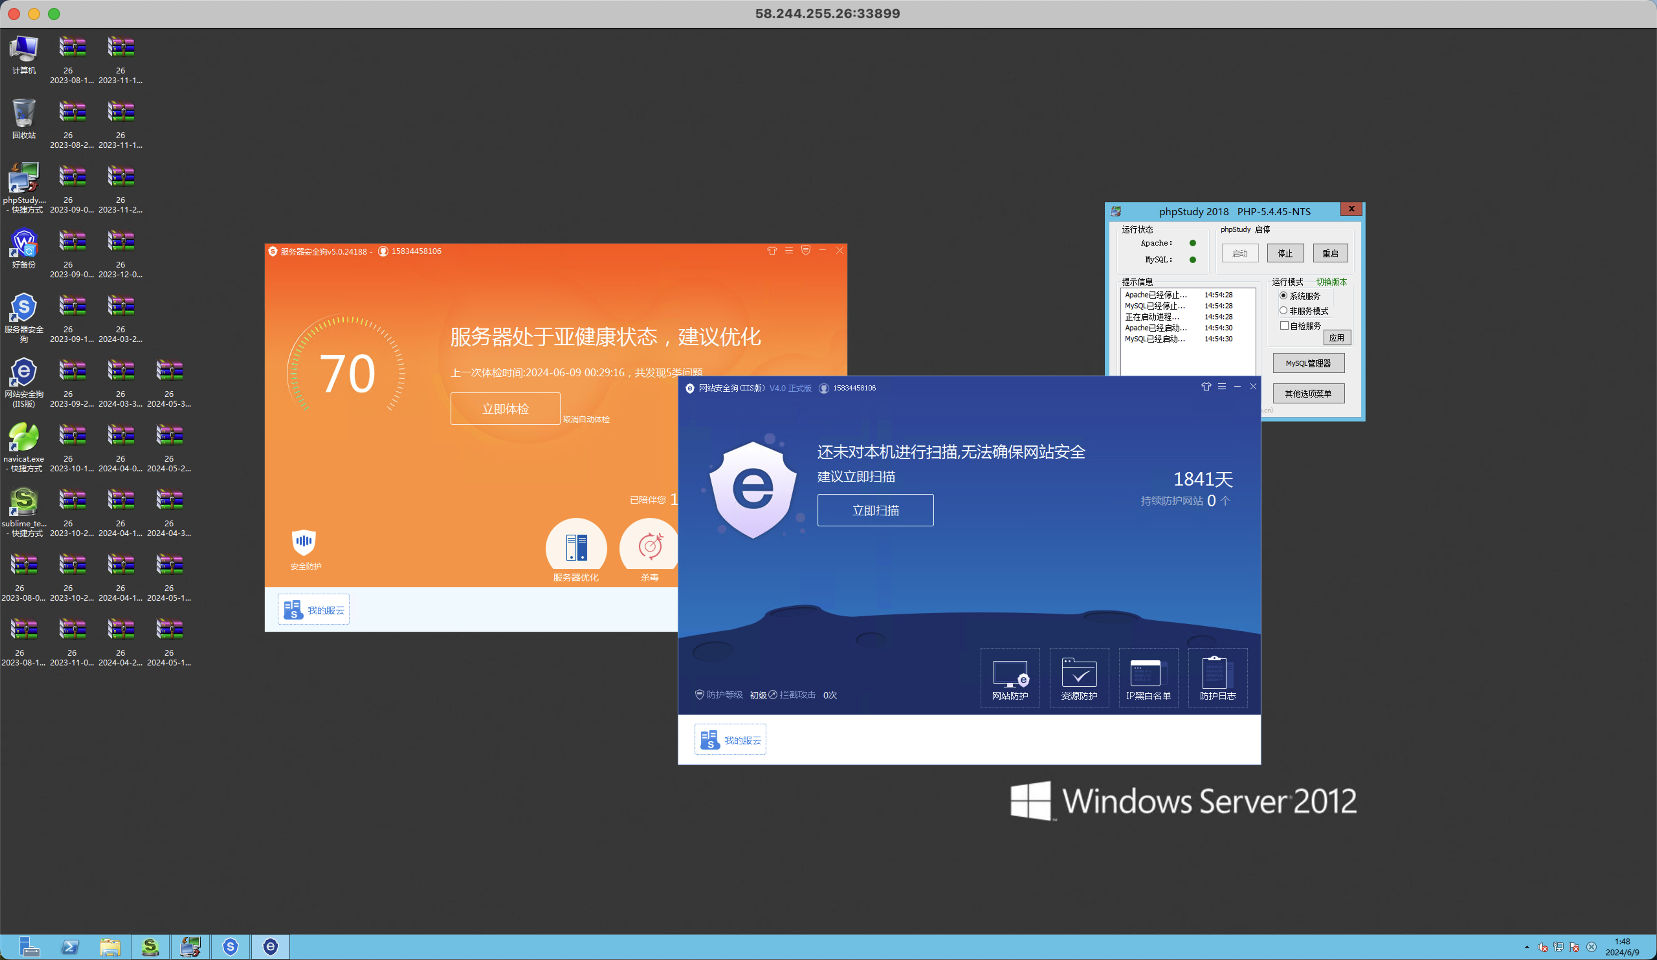 58.244.255.26:33899
计算机
26
2023-08-1...
26
2023-11-1...
回收站
26
2023-08-2...
26
2023-11-1...
phpStudy....
- 快捷方式
26
2023-09-0...
26
2023-11-2...
好备份
26
2023-09-0...
26
2023-12-0...
服务器安全
狗
26
2023-09-1...
26
2024-03-2...
网站安全狗
(IIS版)
26
2023-09-2...
26
2024-03-3...
26
2024-05-3...
navicat.exe
- 快捷方式
26
2023-10-1...
26
2024-04-0...
26
2024-05-2...
sublime_te...
- 快捷方式
26
2023-10-2...
26
2024-04-1...
26
2024-04-3...
26
2023-08-0...
26
2023-10-2...
26
2024-04-1...
26
2024-05-1...
26
2023-08-1...
26
2023-11-0...
26
2024-04-2...
26
2024-05-1...
服务器安全狗v5.0.24188 - 15834458106
70
服务器处于亚健康状态，建议优化
上一次体检时间:2024-06-09 00:29:16，共发现5类问题
立即体检
取消自动体检
已陪伴您 1
安全防护
服务器优化
杀毒
我的服云
phpStudy 2018 PHP-5.4.45-NTS
运行状态
Apache:
MySQL:
phpStudy 启停
启动
停止
重启
提示信息
Apache已经停止... 14:54:28
MySQL已经停止... 14:54:28
正在启动进程... 14:54:28
Apache已经启动... 14:54:30
MySQL已经启动... 14:54:30
运行模式
切换版本
系统服务
非服务模式
自检服务
应用
MySQL管理器
其他选项菜单
网站安全狗(IIS版) V4.0 正式版 15834458106
还未对本机进行扫描,无法确保网站安全
建议立即扫描
立即扫描
1841天
持续防护网站 0 个
防护等级 初级 拦截攻击 0次
网站防护
资源防护
IP黑白名单
防护日志
我的服云
Windows Server 2012
1:48
2024/6/9